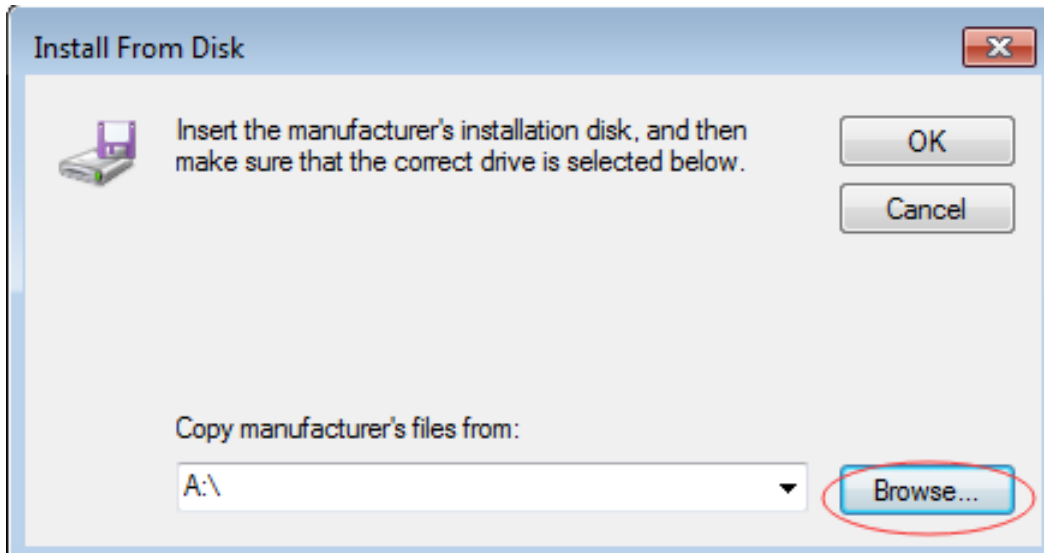 Install From Disk
Insert the manufacturer's installation disk, and then
make sure that the correct drive is selected below.
OK
Cancel
Copy manufacturer's files from:
A:\
Browse...